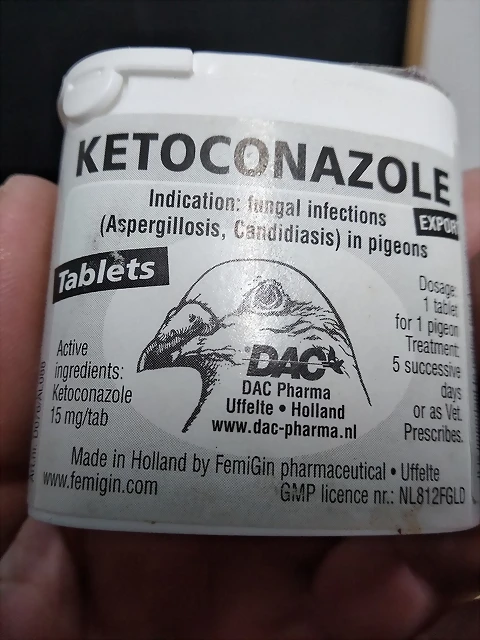 KETOCONAZOLE
Indication: fungal infections
(Aspergillosis, Candidiasis) in pigeons
EXPORT
Tablets
Active
ingredients:
Ketoconazole
15 mg/tab
DAC
DAC Pharma
Uffelte • Holland
www.dac-pharma.nl
Dosage:
1 tablet
for 1 pigeon
Treatment:
5 successive
days
or as Vet.
Prescribes.
Made in Holland by FemiGin pharmaceutical • Uffelte
www.femigin.com
GMP licence nr.: NL812FGLD